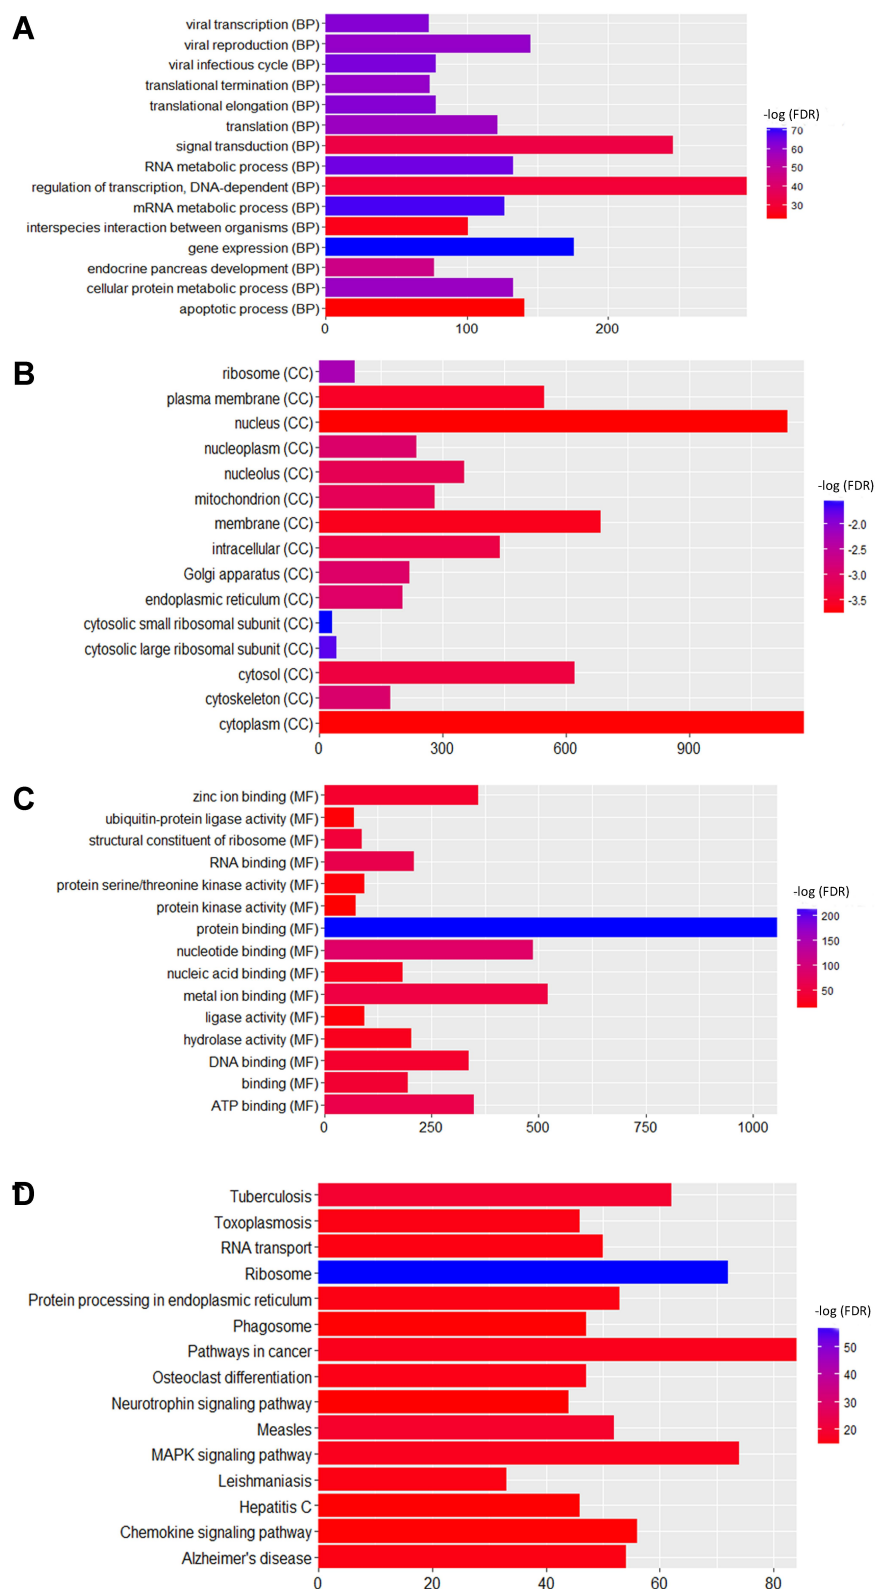 A
viral transcription (BP)
viral reproduction (BP)
viral infectious cycle (BP)
translational termination (BP)
translational elongation (BP)
translation (BP)
signal transduction (BP)
RNA metabolic process (BP)
regulation of transcription, DNA-dependent (BP)
mRNA metabolic process (BP)
interspecies interaction between organisms (BP)
gene expression (BP)
endocrine pancreas development (BP)
cellular protein metabolic process (BP)
apoptotic process (BP)
0 100 200
-log (FDR)
70
60
50
40
30
B
ribosome (CC)
plasma membrane (CC)
nucleus (CC)
nucleoplasm (CC)
nucleolus (CC)
mitochondrion (CC)
membrane (CC)
intracellular (CC)
Golgi apparatus (CC)
endoplasmic reticulum (CC)
cytosolic small ribosomal subunit (CC)
cytosolic large ribosomal subunit (CC)
cytosol (CC)
cytoskeleton (CC)
cytoplasm (CC)
0 300 600 900
-log (FDR)
-2.0
-2.5
-3.0
-3.5
C
zinc ion binding (MF)
ubiquitin-protein ligase activity (MF)
structural constituent of ribosome (MF)
RNA binding (MF)
protein serine/threonine kinase activity (MF)
protein kinase activity (MF)
protein binding (MF)
nucleotide binding (MF)
nucleic acid binding (MF)
metal ion binding (MF)
ligase activity (MF)
hydrolase activity (MF)
DNA binding (MF)
binding (MF)
ATP binding (MF)
0 250 500 750 1000
-log (FDR)
200
150
100
50
D
Tuberculosis
Toxoplasmosis
RNA transport
Ribosome
Protein processing in endoplasmic reticulum
Phagosome
Pathways in cancer
Osteoclast differentiation
Neurotrophin signaling pathway
Measles
MAPK signaling pathway
Leishmaniasis
Hepatitis C
Chemokine signaling pathway
Alzheimer's disease
0 20 40 60 80
-log (FDR)
50
40
30
20